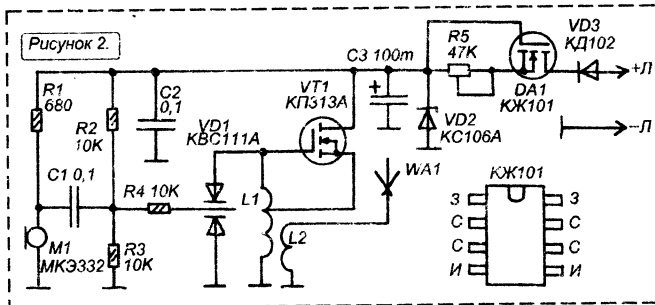 Рисунок 2.
R1
680
R2
10K
C1 0,1
M1
МКЭ332
R3
10K
C2
0,1
R4 10K
VD1
КВС111А
L1
L2
VT1
КП313А
C3 100m
+
WA1
VD2
КС106А
R5
47K
DA1
КЖ101
VD3
КД102
+Л
-Л
КЖ101
З З
С С
С С
И И